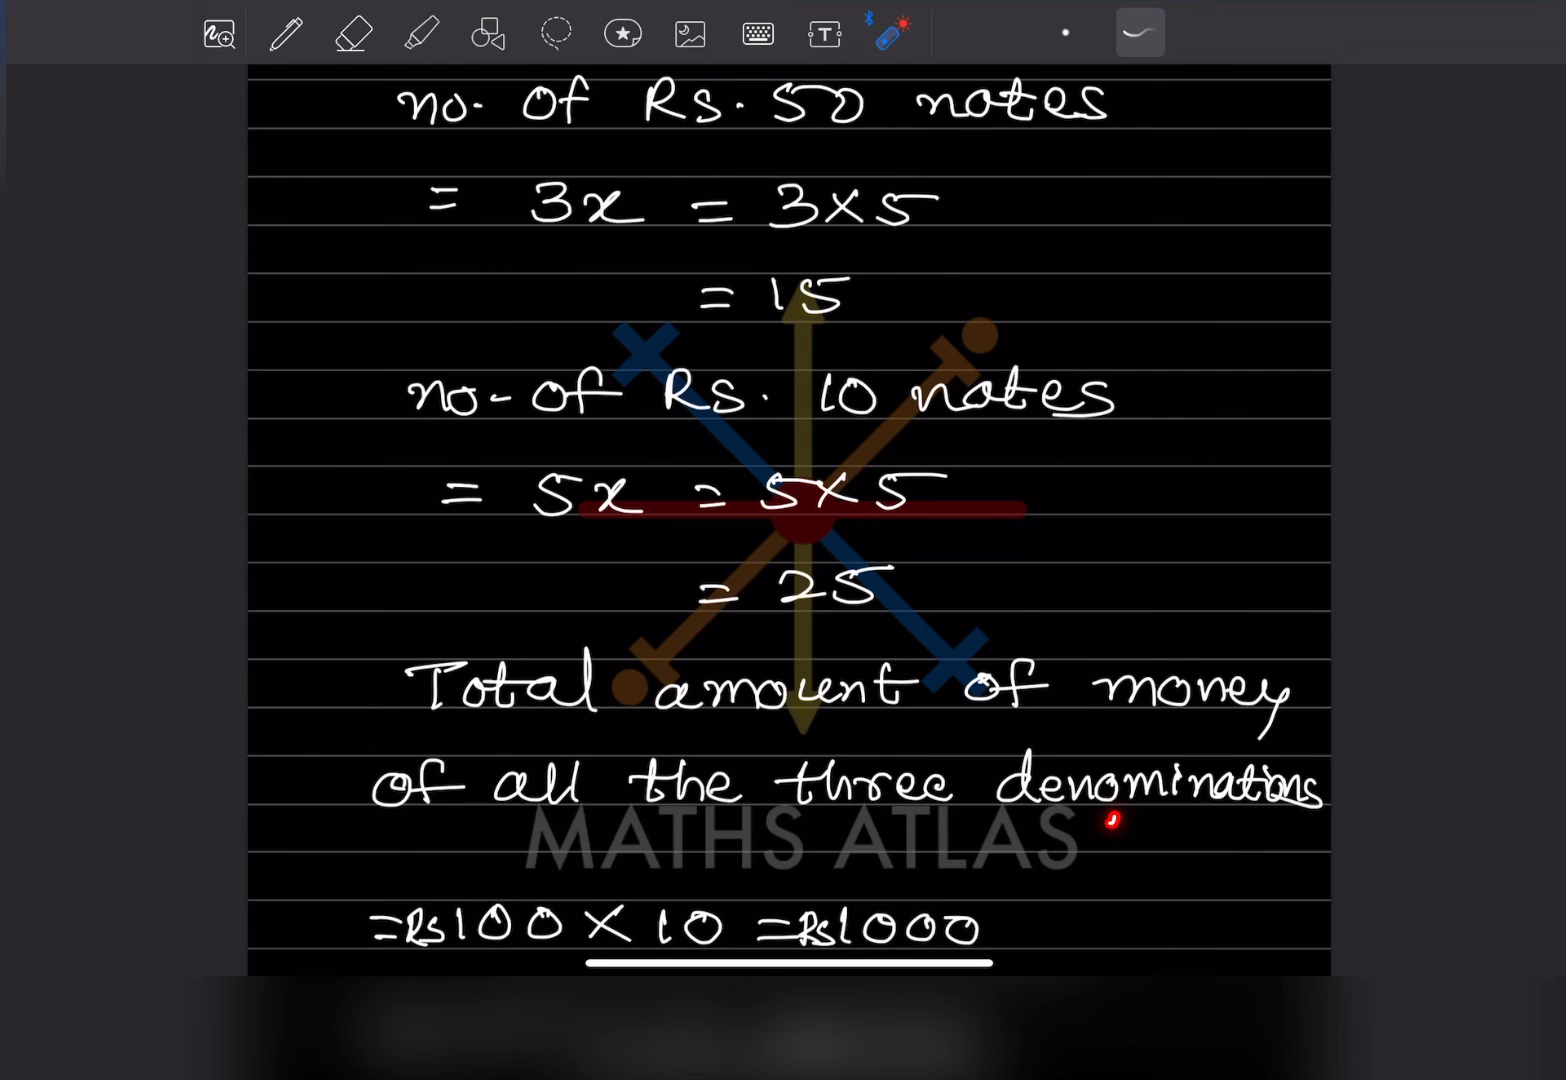 no. of Rs. 50 notes
= 3x = 3×5
= 15
no- of Rs. 10 notes
= 5x = 5×5
= 25
Total amount of money
of all the three denominations
MATHS ATLAS
=Rs100 × 10 =Rs1000